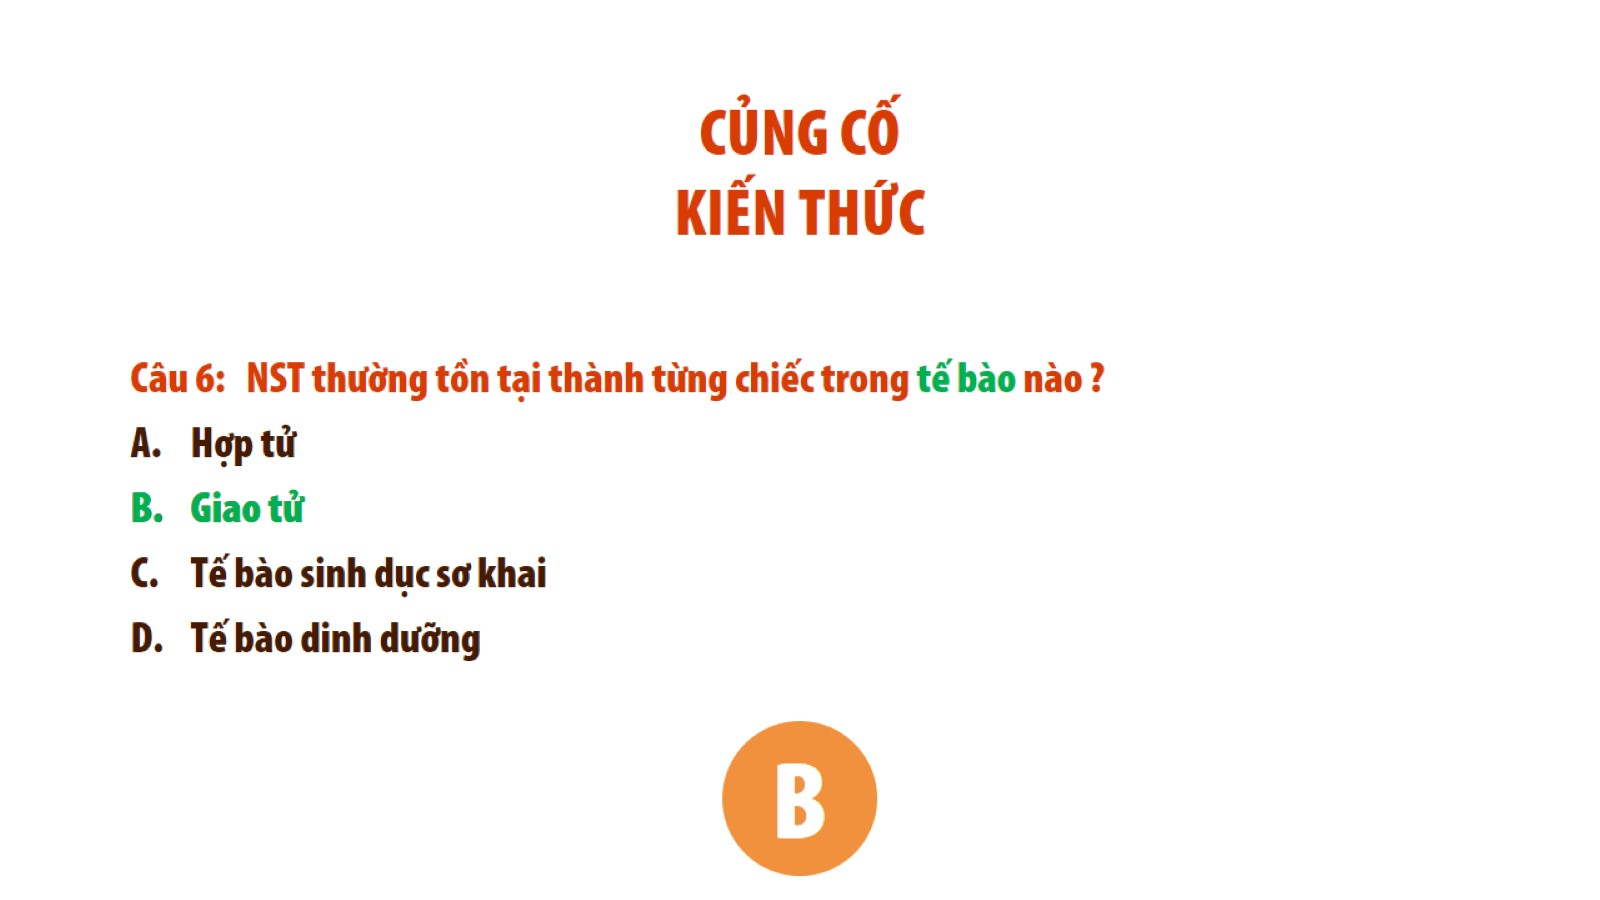 CỦNG CỐ
KIẾN THỨC
Câu 6: NST thường tồn tại thành từng chiếc trong tế bào nào ?
A. Hợp tử
B. Giao tử
C. Tế bào sinh dục sơ khai
D. Tế bào dinh dưỡng
B